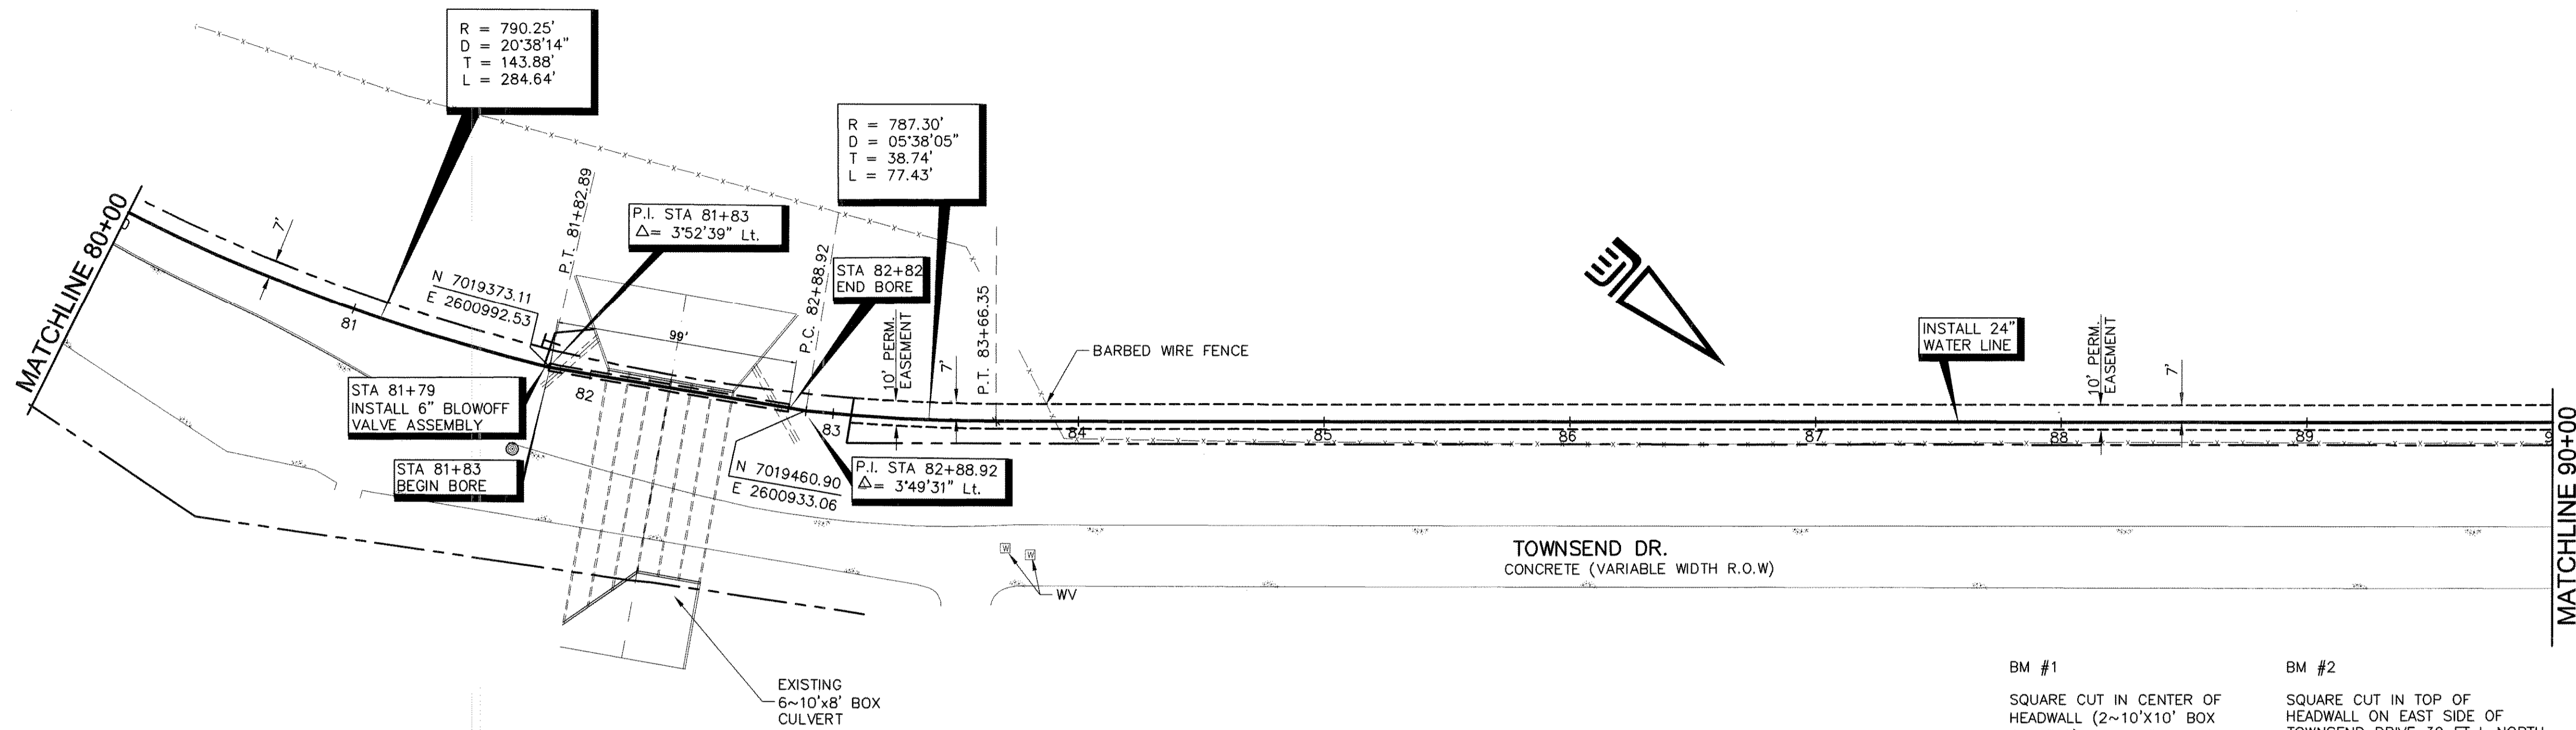 R = 790.25'
D = 20°38'14"
T = 143.88'
L = 284.64'
R = 787.30'
D = 05°38'05"
T = 38.74'
L = 77.43'
MATCHLINE 80+00
7'
81
N 7019373.11
E 2600992.53
P.T. 81+82.89
P.I. STA 81+83
△= 3°52'39" Lt.
99'
P.C. 82+88.92
STA 82+82
END BORE
10' PERM.
EASEMENT
7'
P.T. 83+66.35
BARBED WIRE FENCE
INSTALL 24"
WATER LINE
10' PERM.
EASEMENT
7'
STA 81+79
INSTALL 6" BLOWOFF
VALVE ASSEMBLY
82
83
84
85
86
87
88
89
MATCHLINE 90+00
STA 81+83
BEGIN BORE
N 7019460.90
E 2600933.06
P.I. STA 82+88.92
△= 3°49'31" Lt.
W
W
WV
TOWNSEND DR.
CONCRETE (VARIABLE WIDTH R.O.W)
EXISTING
6~10'x8' BOX
CULVERT
BM #1
SQUARE CUT IN CENTER OF
HEADWALL (2~10'X10' BOX
BM #2
SQUARE CUT IN TOP OF
HEADWALL ON EAST SIDE OF
TOWNSEND DRIVE
NORTH